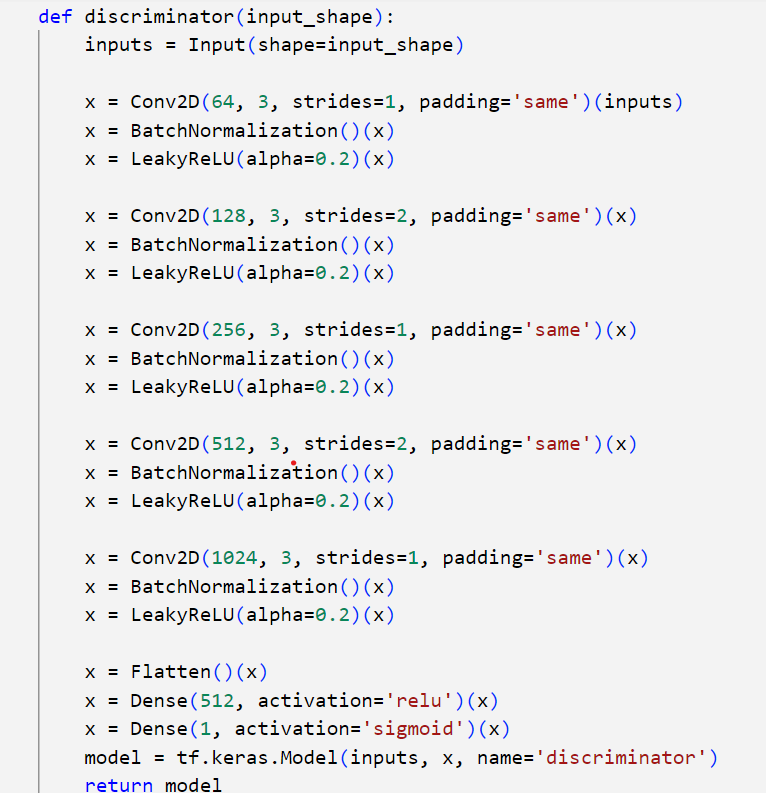 def discriminator(input_shape):
    inputs = Input(shape=input_shape)

    x = Conv2D(64, 3, strides=1, padding='same')(inputs)
    x = BatchNormalization()(x)
    x = LeakyReLU(alpha=0.2)(x)

    x = Conv2D(128, 3, strides=2, padding='same')(x)
    x = BatchNormalization()(x)
    x = LeakyReLU(alpha=0.2)(x)

    x = Conv2D(256, 3, strides=1, padding='same')(x)
    x = BatchNormalization()(x)
    x = LeakyReLU(alpha=0.2)(x)

    x = Conv2D(512, 3, strides=2, padding='same')(x)
    x = BatchNormalization()(x)
    x = LeakyReLU(alpha=0.2)(x)

    x = Conv2D(1024, 3, strides=1, padding='same')(x)
    x = BatchNormalization()(x)
    x = LeakyReLU(alpha=0.2)(x)

    x = Flatten()(x)
    x = Dense(512, activation='relu')(x)
    x = Dense(1, activation='sigmoid')(x)
    model = tf.keras.Model(inputs, x, name='discriminator')
    return model